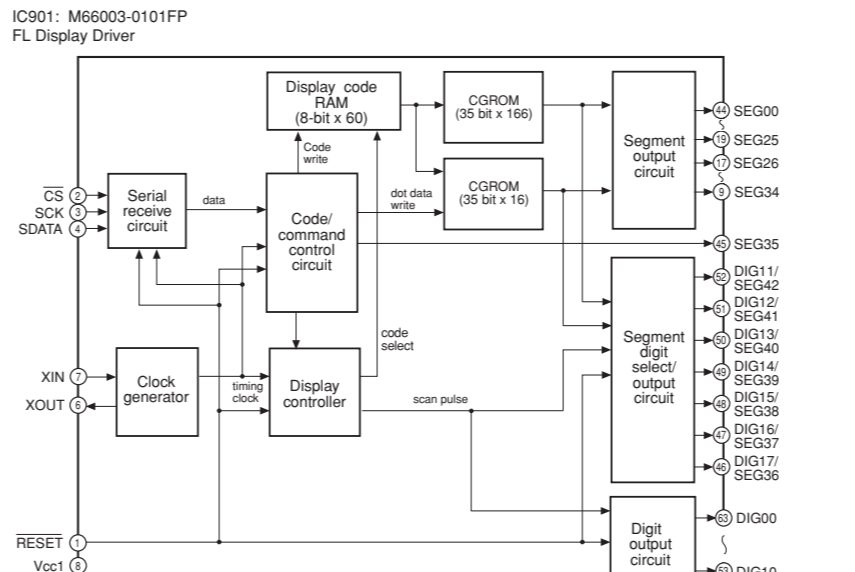 IC901: M66003-0101FP
FL Display Driver
Display code
RAM
(8-bit x 60)
CGROM
(35 bit x 166)
Segment
output
circuit
44 SEG00
19 SEG25
17 SEG26
9 SEG34
Code
write
CGROM
(35 bit x 16)
CS 2
SCK 3
SDATA 4
Serial
receive
circuit
data
Code/
command
control
circuit
dot data
write
45 SEG35
Segment
digit
select/
output
circuit
52 DIG11/
SEG42
51 DIG12/
SEG41
50 DIG13/
SEG40
49 DIG14/
SEG39
48 DIG15/
SEG38
47 DIG16/
SEG37
46 DIG17/
SEG36
code
select
XIN 7
XOUT 6
Clock
generator
timing
clock
Display
controller
scan pulse
RESET 1
Vcc1 8
Digit
output
circuit
63 DIG00
53 DIG10